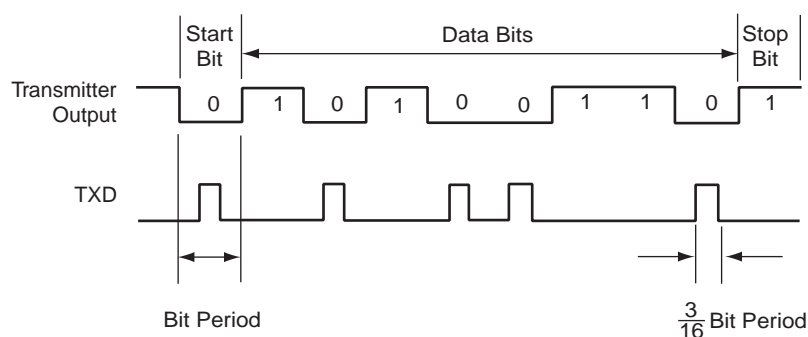 Start
Bit
Data Bits
Stop
Bit
Transmitter
Output
0 1 0 1 0 0 1 1 0 1
TXD
Bit Period
3/16 Bit Period